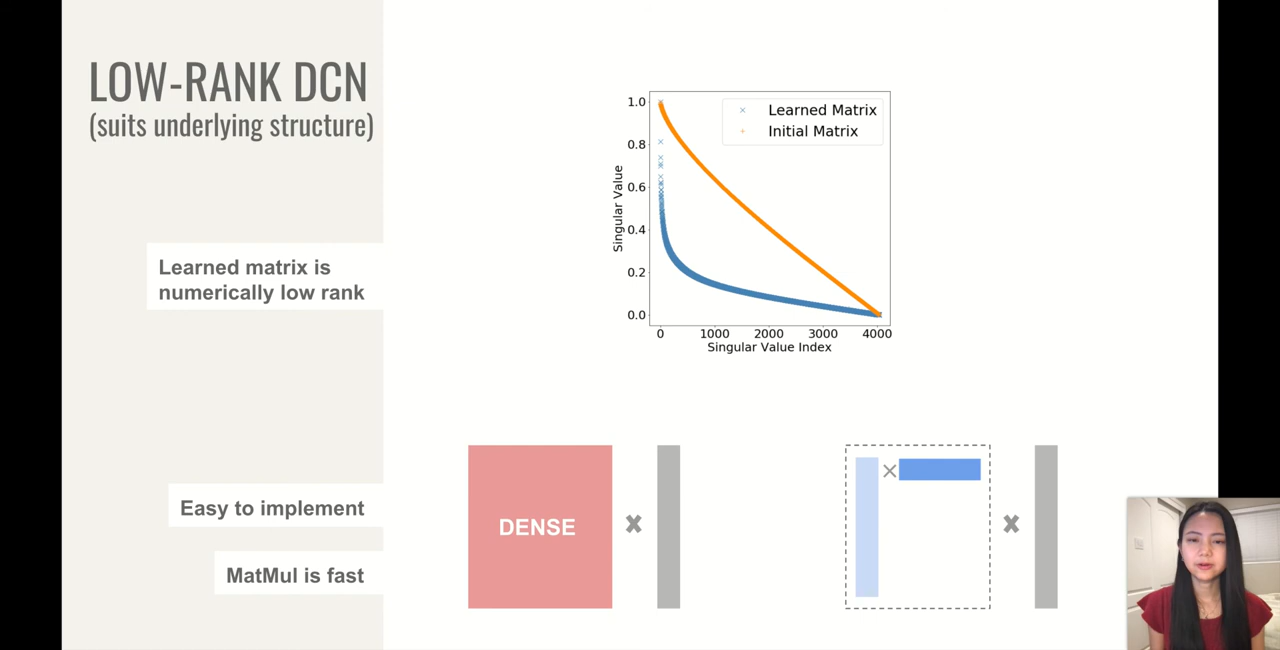 LOW-RANK DCN
(suits underlying structure)
Learned matrix is
numerically low rank
Easy to implement
MatMul is fast
Learned Matrix
Initial Matrix
Singular Value
1.0
0.8
0.6
0.4
0.2
0.0
0 1000 2000 3000 4000
Singular Value Index
DENSE